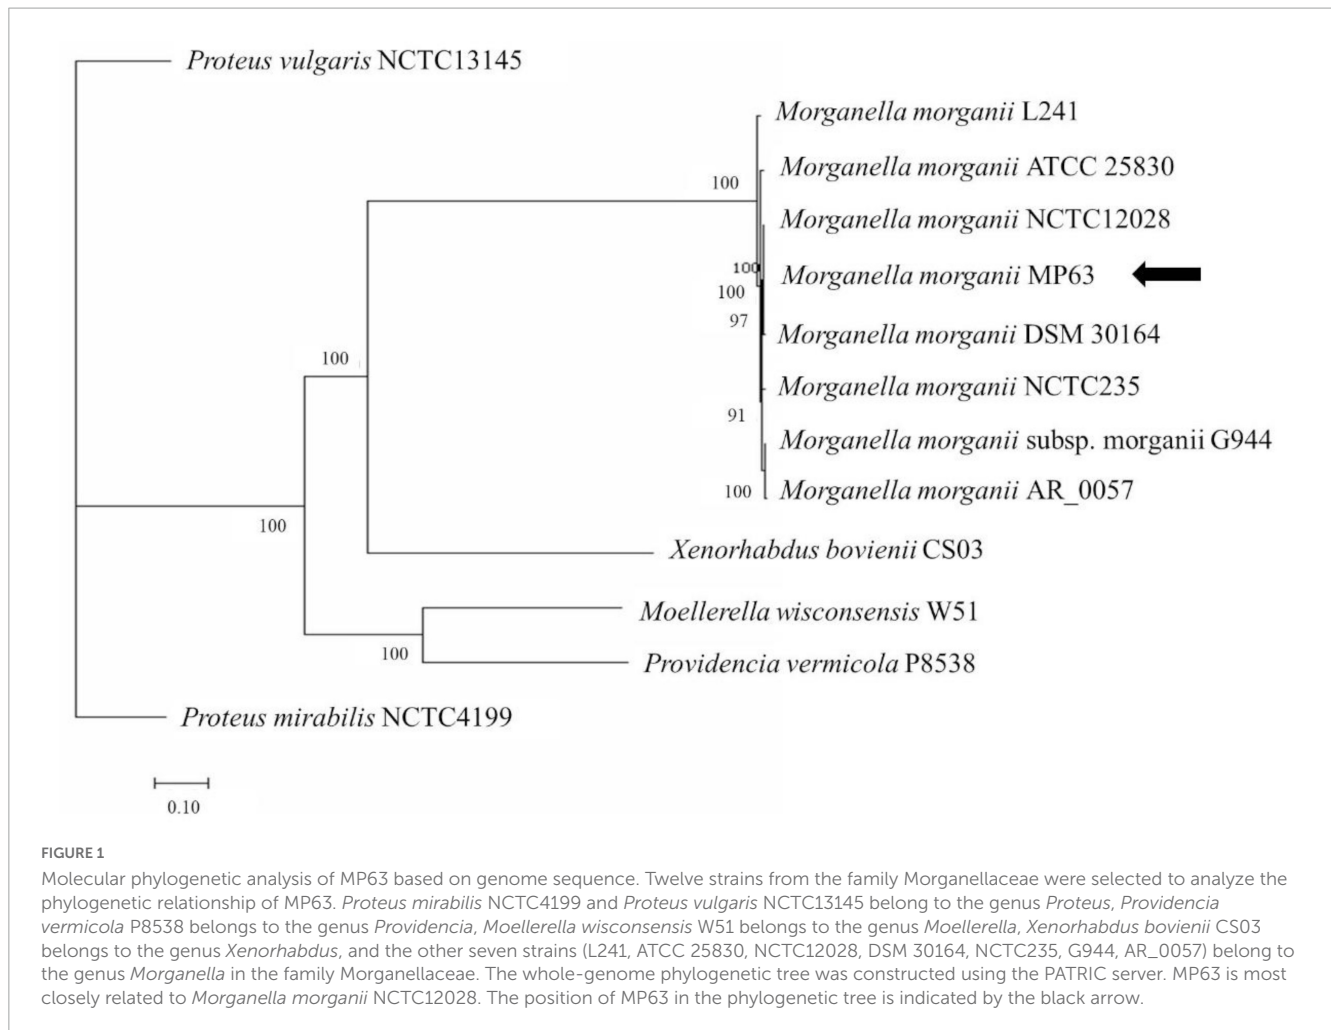 Proteus vulgaris NCTC13145
Morganella morganii L241
Morganella morganii ATCC 25830
100
Morganella morganii NCTC12028
100
Morganella morganii MP63
100
97
Morganella morganii DSM 30164
100
Morganella morganii NCTC235
91
Morganella morganii subsp. morganii G944
100
Morganella morganii AR_0057
100
Xenorhabdus bovienii CS03
Moellerella wisconsensis W51
100
Providencia vermicola P8538
Proteus mirabilis NCTC4199
0.10
FIGURE 1
Molecular phylogenetic analysis of MP63 based on genome sequence. Twelve strains from the family Morganellaceae were selected to analyze the
phylogenetic relationship of MP63. Proteus mirabilis NCTC4199 and Proteus vulgaris NCTC13145 belong to the genus Proteus, Providencia
vermicola P8538 belongs to the genus Providencia, Moellerella wisconsensis W51 belongs to the genus Moellerella, Xenorhabdus bovienii CS03
belongs to the genus Xenorhabdus, and the other seven strains (L241, ATCC 25830, NCTC12028, DSM 30164, NCTC235, G944, AR_0057) belong to
the genus Morganella in the family Morganellaceae. The whole-genome phylogenetic tree was constructed using the PATRIC server. MP63 is most
closely related to Morganella morganii NCTC12028. The position of MP63 in the phylogenetic tree is indicated by the black arrow.